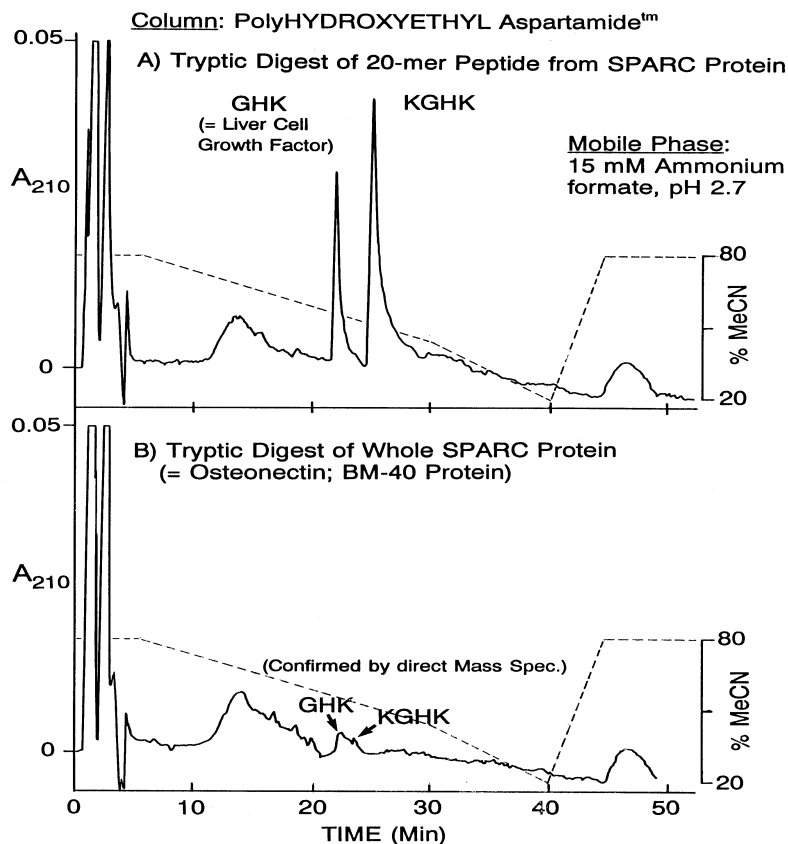 Column: PolyHYDROXYETHYL Aspartamide™
0.05
A) Tryptic Digest of 20-mer Peptide from SPARC Protein
GHK
(= Liver Cell
Growth Factor)
KGHK
Mobile Phase:
15 mM Ammonium
formate, pH 2.7
A210
80
% MeCN
0
20
0.05
B) Tryptic Digest of Whole SPARC Protein
(= Osteonectin; BM-40 Protein)
A210
80
(Confirmed by direct Mass Spec.)
GHK
KGHK
% MeCN
0
20
0 10 20 30 40 50
TIME (Min)